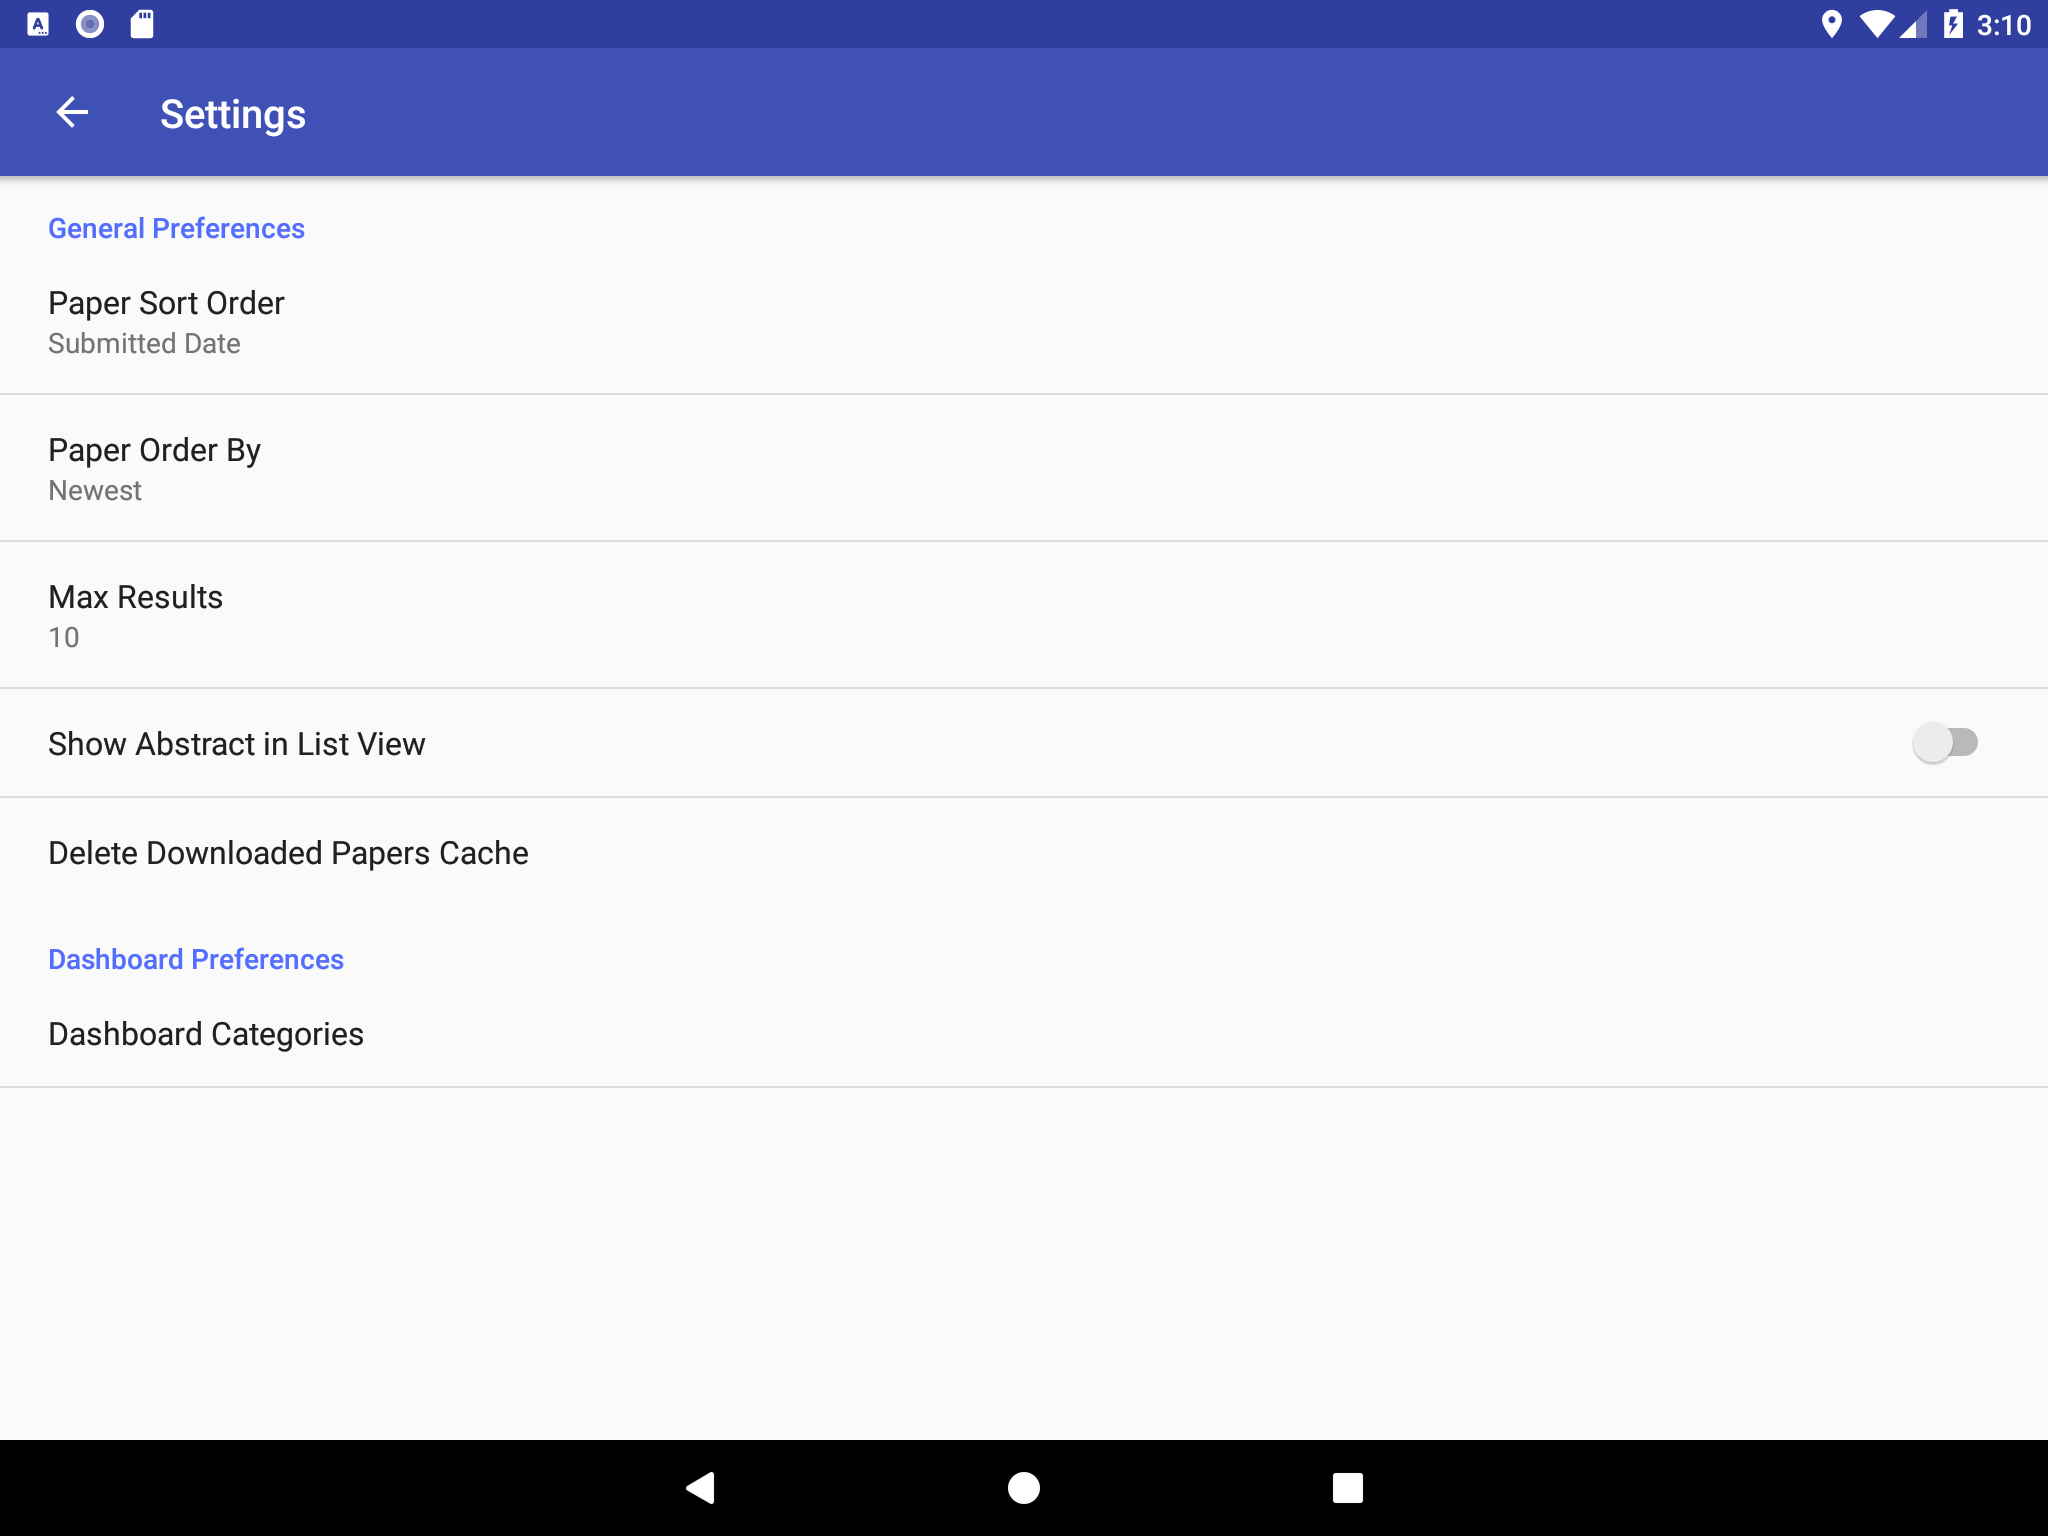 3:10
Settings
General Preferences
Paper Sort Order
Submitted Date
Paper Order By
Newest
Max Results
10
Show Abstract in List View
Delete Downloaded Papers Cache
Dashboard Preferences
Dashboard Categories